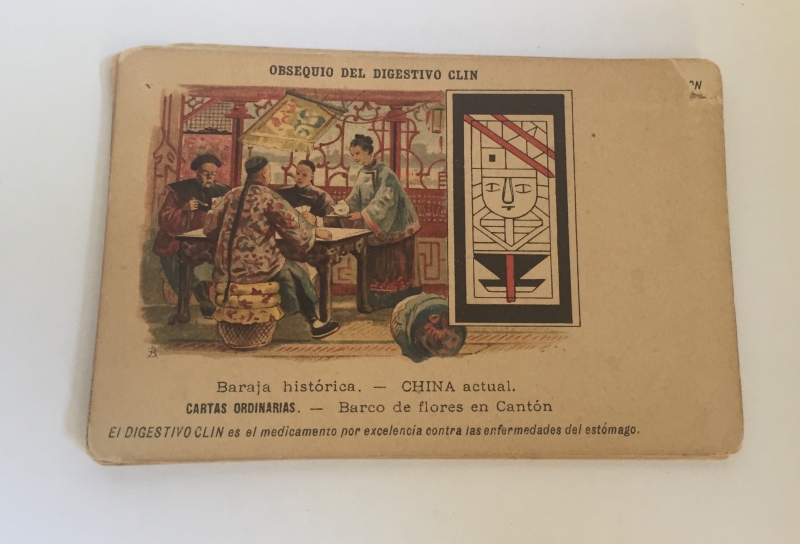 OBSEQUIO DEL DIGESTIVO CLIN
Baraja histórica. — CHINA actual.
CARTAS ORDINARIAS. — Barco de flores en Cantón
El DIGESTIVO CLIN es el medicamento por excelencia contra las enfermedades del estómago.